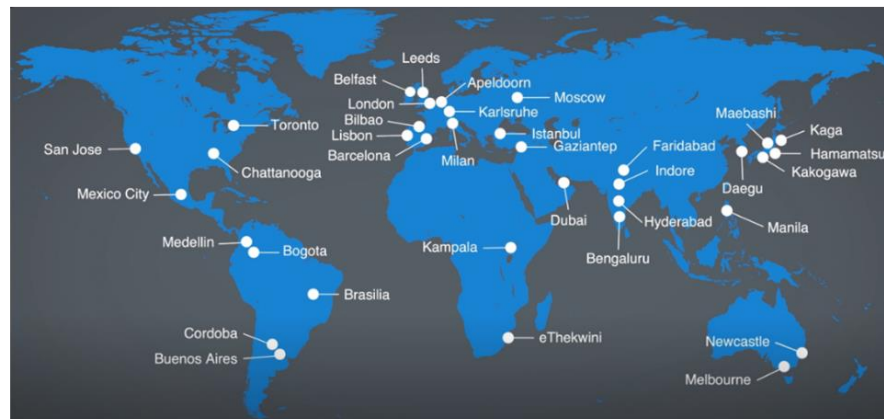 Leeds
Belfast
Apeldoorn
London
Moscow
Bilbao
Karlsruhe
Maebashi
Toronto
Lisbon
Istanbul
Kaga
San Jose
Barcelona
Milan
Gaziantep
Faridabad
Hamamatsu
Chattanooga
Indore
Kakogawa
Daegu
Mexico City
Dubai
Hyderabad
Manila
Medellin
Bogota
Kampala
Bengaluru
Brasilia
Cordoba
eThekwini
Newcastle
Buenos Aires
Melbourne